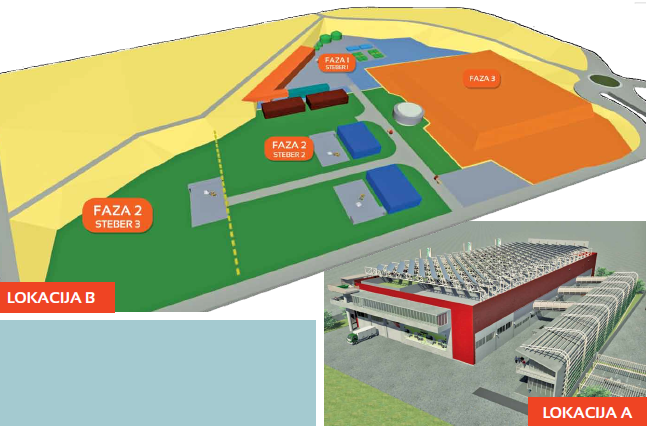 FAZA 1
STEBER 1
FAZA 3
FAZA 2
STEBER 2
FAZA 2
STEBER 3
LOKACIJA B
LOKACIJA A